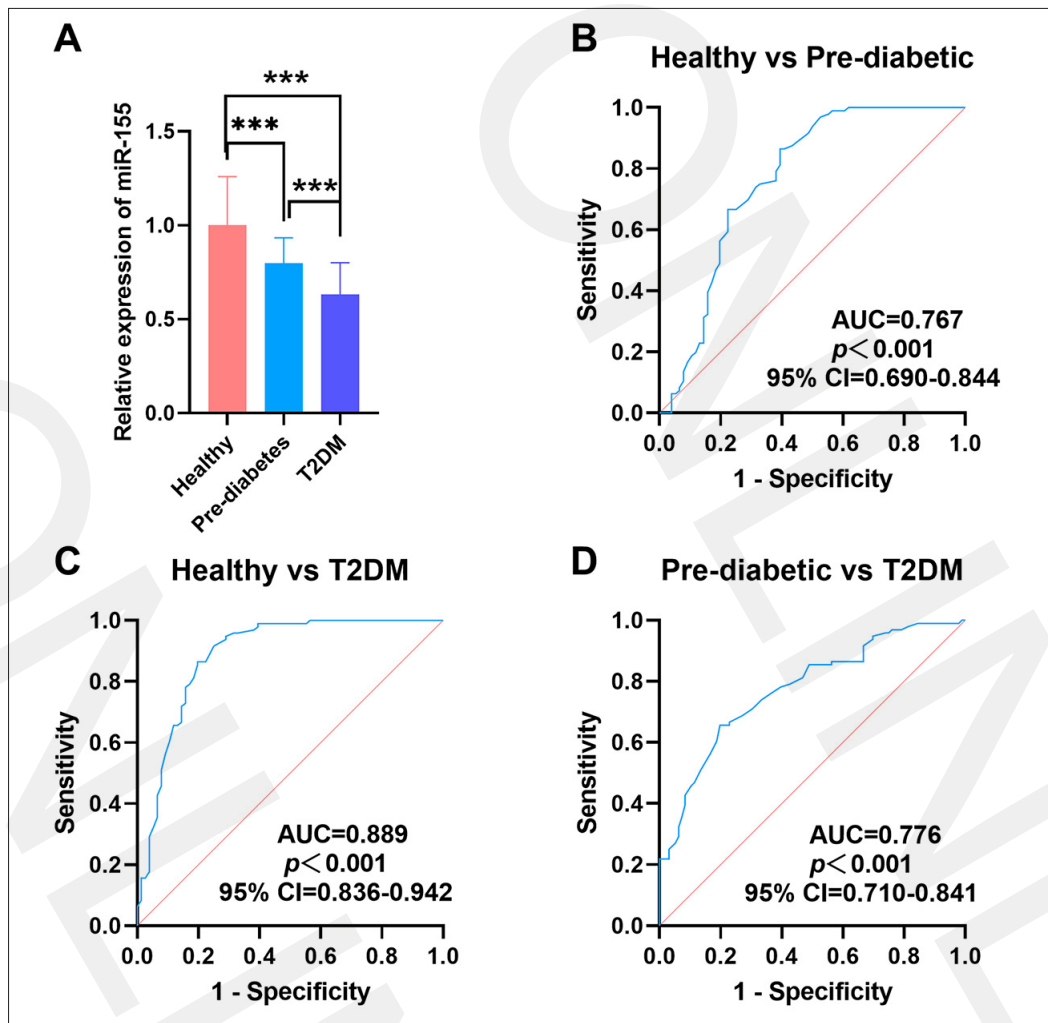 A
***
***
***
Relative expression of miR-155
1.5
1.0
0.5
0.0
Healthy
Pre-diabetes
T2DM
B
Healthy vs Pre-diabetic
Sensitivity
1.0
0.8
0.6
0.4
0.2
0.0
AUC=0.767
p＜0.001
95% CI=0.690-0.844
0.0 0.2 0.4 0.6 0.8 1.0
1 - Specificity
C
Healthy vs T2DM
Sensitivity
1.0
0.8
0.6
0.4
0.2
0.0
AUC=0.889
p＜0.001
95% CI=0.836-0.942
0.0 0.2 0.4 0.6 0.8 1.0
1 - Specificity
D
Pre-diabetic vs T2DM
Sensitivity
1.0
0.8
0.6
0.4
0.2
0.0
AUC=0.776
p＜0.001
95% CI=0.710-0.841
0.0 0.2 0.4 0.6 0.8 1.0
1 - Specificity